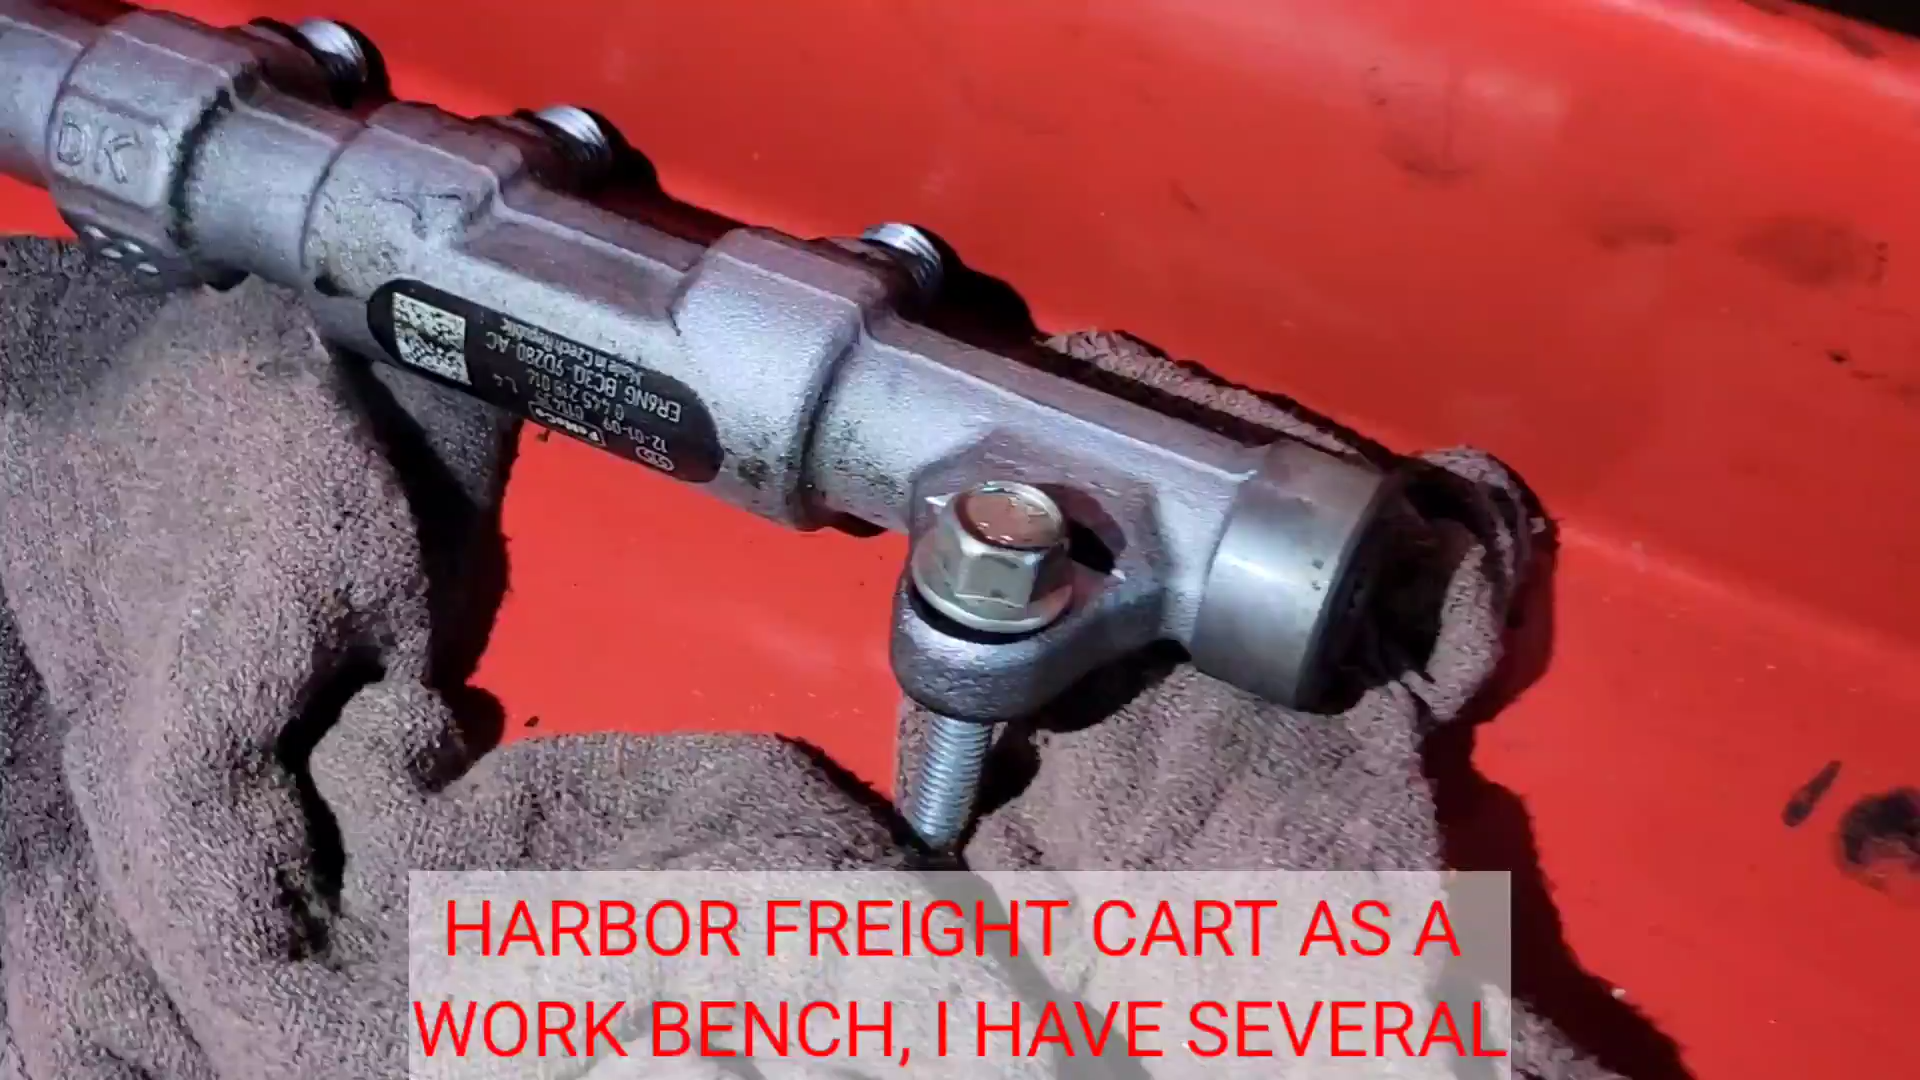 DK
Made in Czech Republic
ER6NG BC3Q-9D280-AC
0 445 216 014
12-01-09
HARBOR FREIGHT CART AS A
WORK BENCH, I HAVE SEVERAL